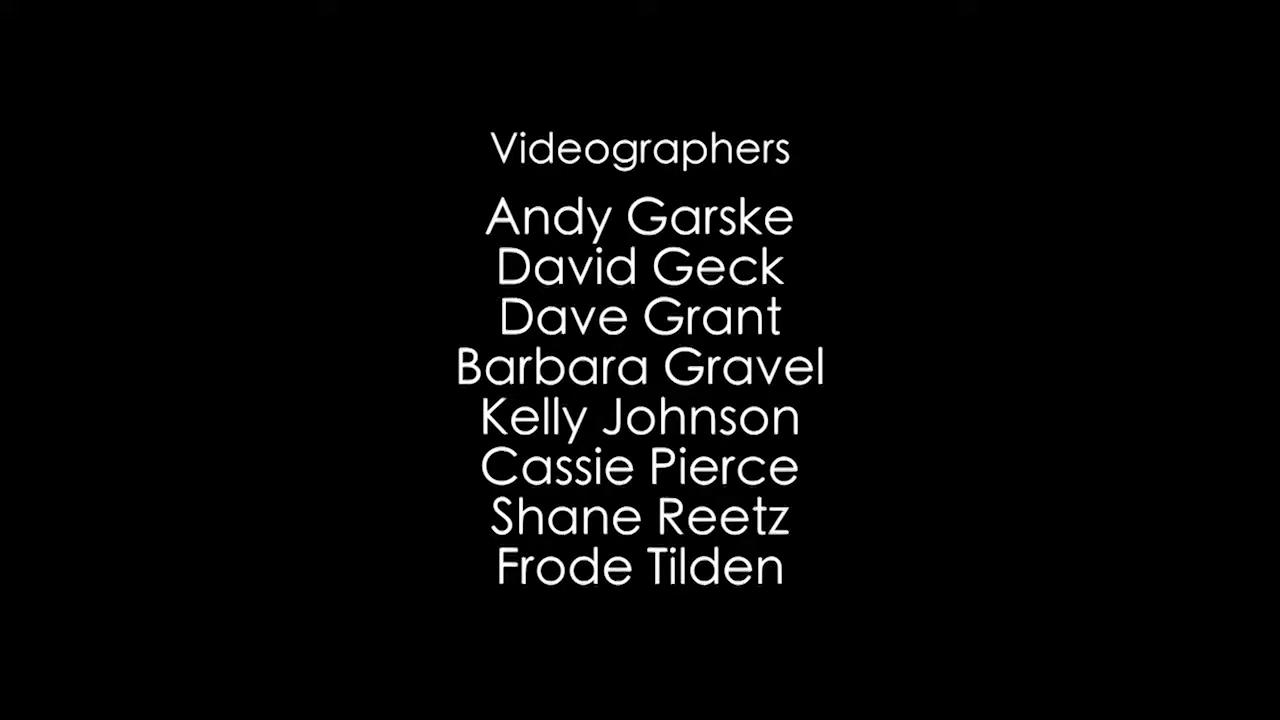 Videographers
Andy Garske
David Geck
Dave Grant
Barbara Gravel
Kelly Johnson
Cassie Pierce
Shane Reetz
Frode Tilden